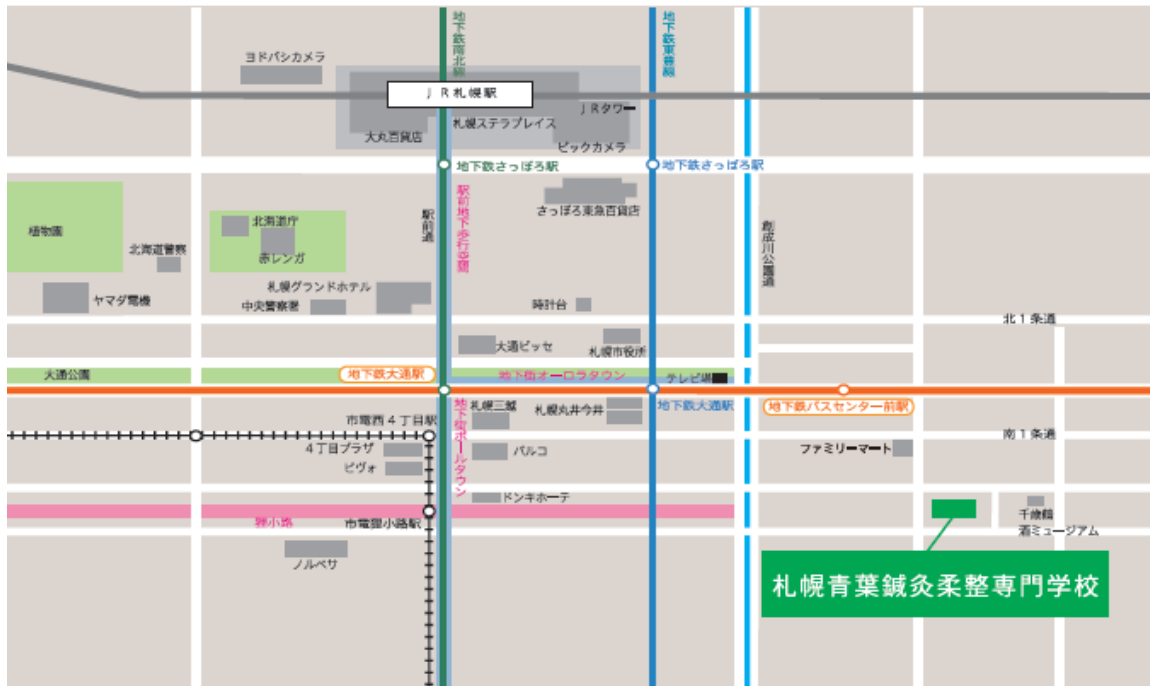 地下鉄南北線
地下鉄東豊線
ヨドバシカメラ
ＪＲ札幌駅
ＪＲタワー
札幌ステラプレイス
大丸百貨店
ビックカメラ
地下鉄さっぽろ駅
地下鉄さっぽろ駅
駅前通
駅前地下歩行空間
さっぽろ東急百貨店
創成川公園通
植物園
北海道庁
北海道警察
赤レンガ
札幌グランドホテル
ヤマダ電機
中央警察署
時計台
北１条通
大通ビッセ
札幌市役所
大通公園
地下鉄大通駅
地下街オーロラタウン
テレビ塔
地下街ポールタウン
札幌三越
札幌丸井今井
地下鉄大通駅
地下鉄バスセンター前駅
市電西４丁目駅
南１条通
４丁目プラザ
パルコ
ファミリーマート
ピヴォ
ドンキホーテ
狸小路
市電狸小路駅
千歳鶴
酒ミュージアム
ノルベサ
札幌青葉鍼灸柔整専門学校